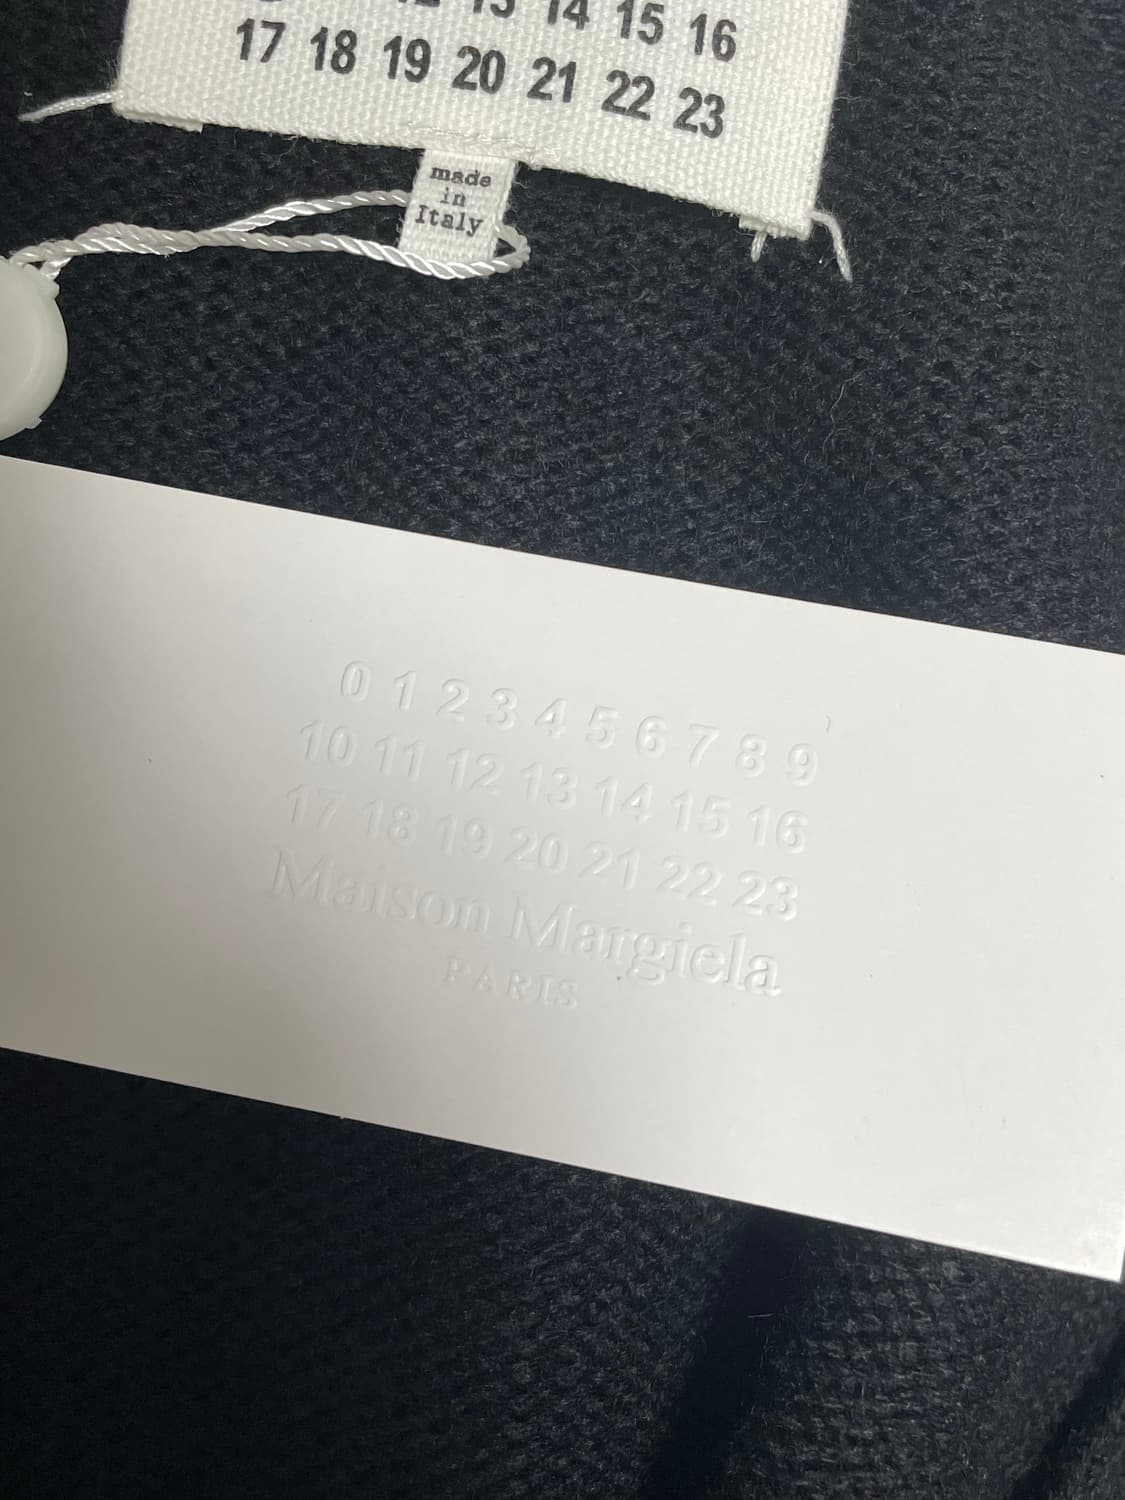 12 13 14 15 16
17 18 19 20 21 22 23
made
in
Italy
0 1 2 3 4 5 6 7 8 9
10 11 12 13 14 15 16
17 18 19 20 21 22 23
Maison Margiela
PARIS